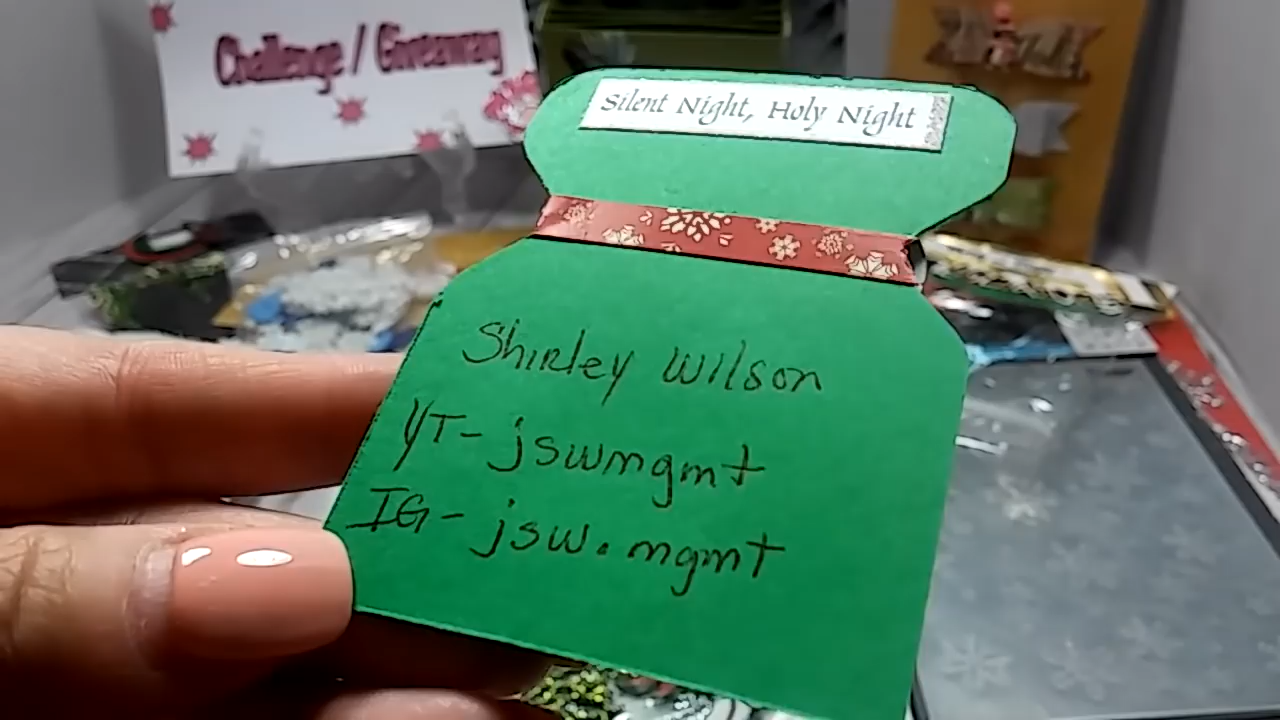 Challenge / Giveaway
Silent Night, Holy Night
Shirley Wilson
YT- jswmgmt
IG- jsw.mgmt